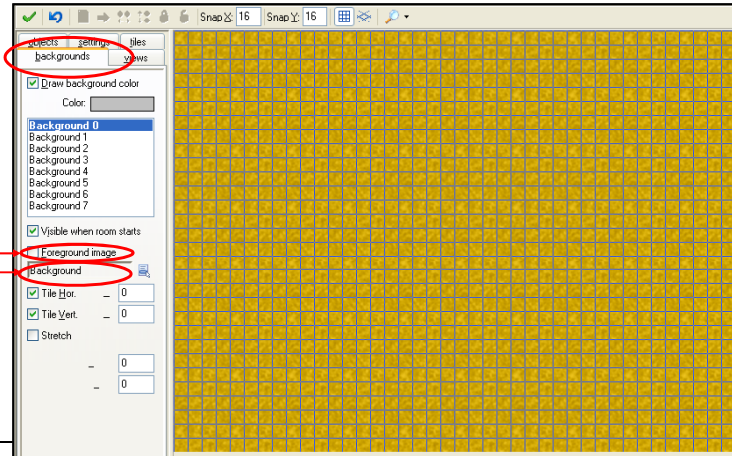 Snap X: 16 Snap Y: 16
objects settings tiles
backgrounds views
Draw background color
Color:
Background 0
Background 1
Background 2
Background 3
Background 4
Background 5
Background 6
Background 7
Visible when room starts
Foreground image
Background
Tile Hor. 0
Tile Vert. 0
Stretch
0
0